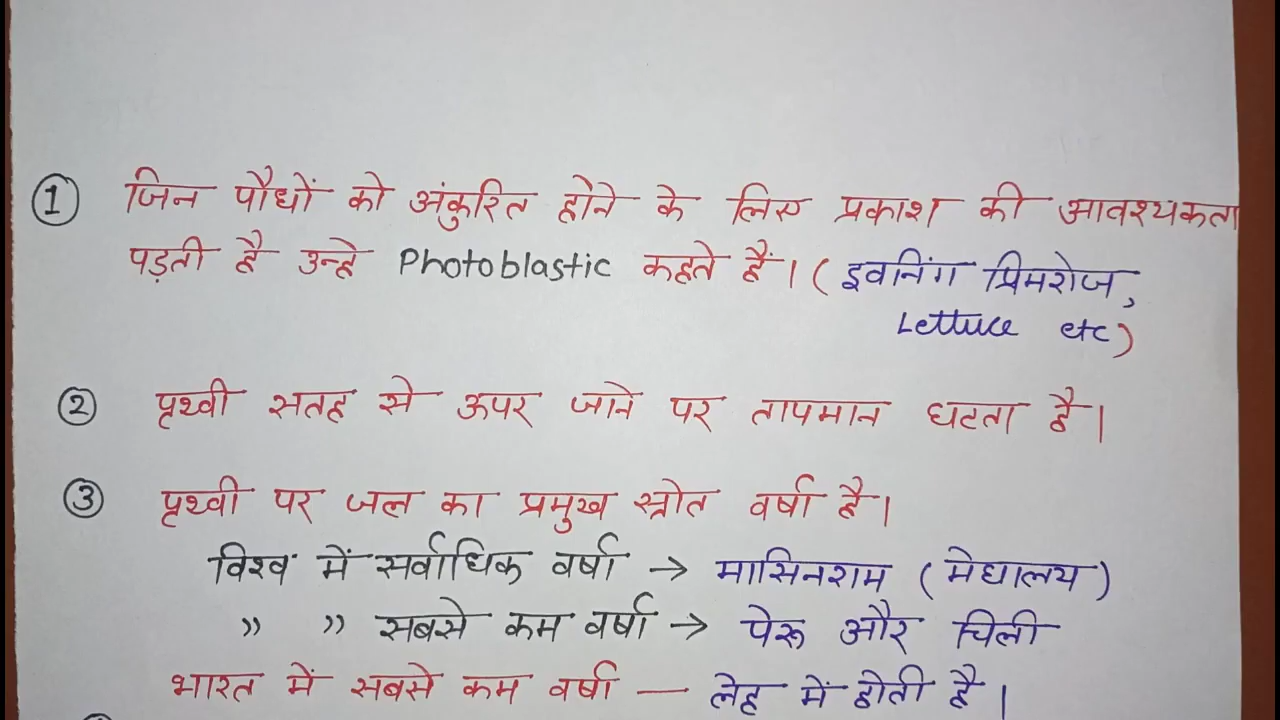 ① जिन पौधों को अंकुरित होने के लिए प्रकाश की आवश्यकता
पड़ती है उन्हे Photoblastic कहते हैं। (इवनिंग प्रिमरोज,
Lettuce etc)
② पृथ्वी सतह से ऊपर जाने पर तापमान घटता है।
③ पृथ्वी पर जल का प्रमुख स्त्रोत वर्षा है।
विश्व में सर्वाधिक वर्षा → मासिनराम (मेघालय)
" " सबसे कम वर्षा → पेरू और चिली
भारत में सबसे कम वर्षा — लेह में होती है।